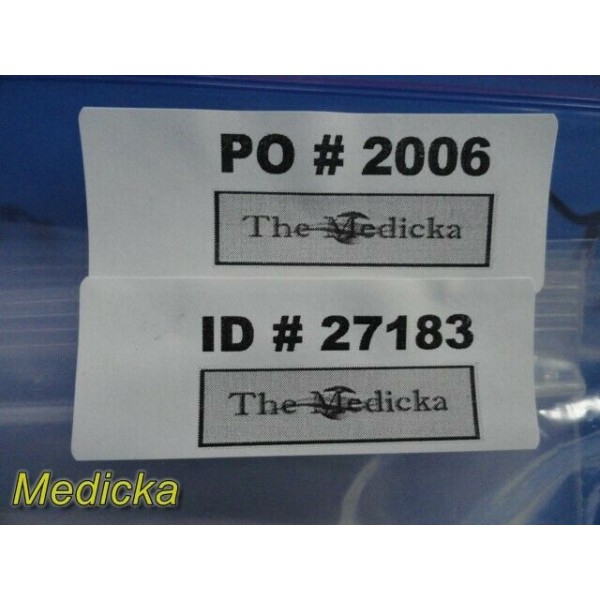 PO # 2006
The Medicka
ID # 27183
The Medicka
Medicka